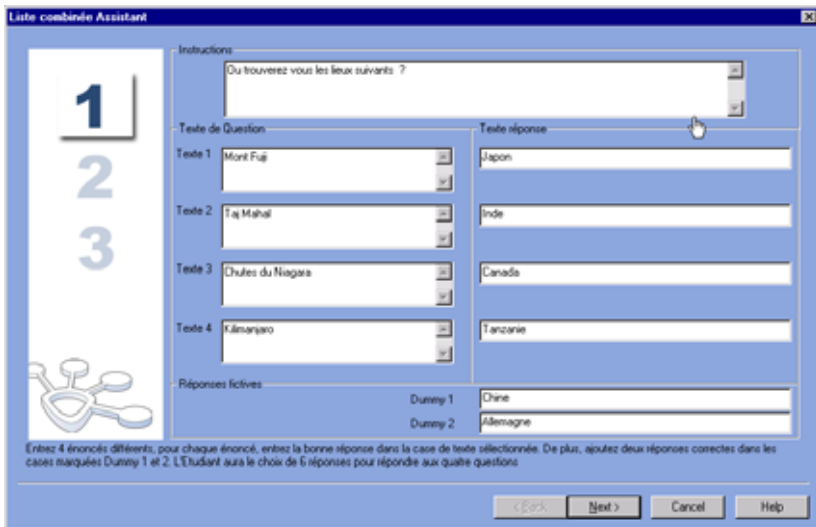 Liste combinée Assistant
1
2
3
Instructions
Ou trouverez vous les lieux suivants ?
Texte de Question
Texte réponse
Texte 1
Mont Fuji
Japon
Texte 2
Taj Mahal
Inde
Texte 3
Chutes du Niagara
Canada
Texte 4
Kilimanjaro
Tanzanie
Réponses fictives
Dummy 1
Chine
Dummy 2
Allemagne
Entrez 4 énoncés différents, pour chaque énoncé, entrez la bonne réponse dans la case de texte sélectionnée. De plus, ajoutez deux réponses correctes dans les
cases marquées Dummy 1 et 2. L'Etudiant aura le choix de 6 réponses pour répondre aux quatre questions
< Back
Next >
Cancel
Help